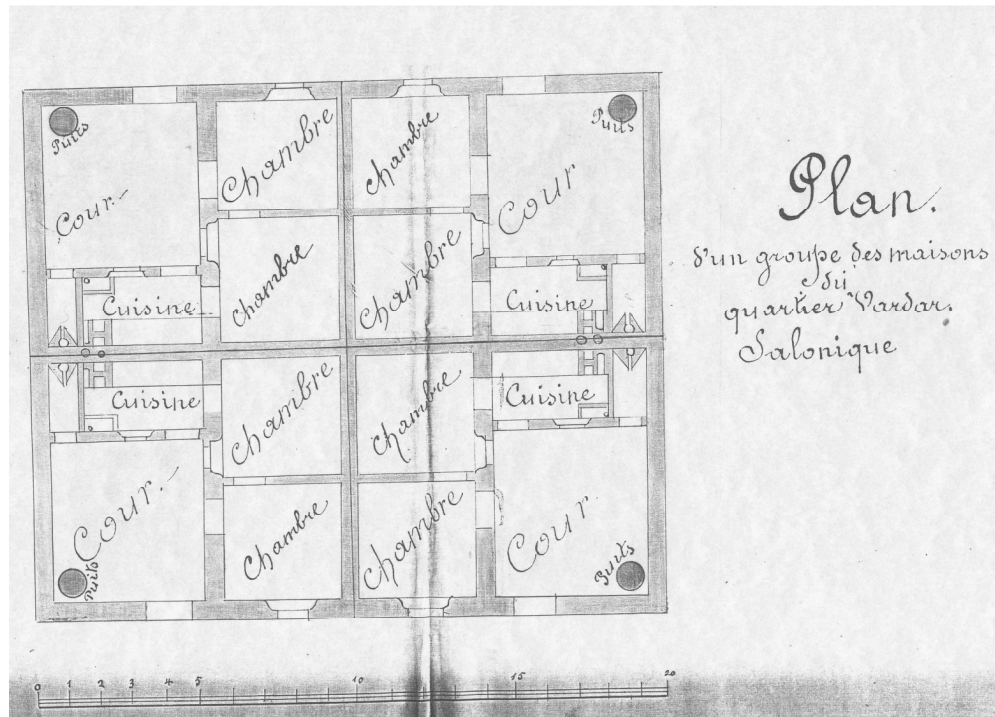 Plan.
d'un groupe des maisons
du
quartier Vardar.
Salonique
Puits
Chambre
Chambre
Puits
Cour
Cour
Chambre
Chambre
Cuisine
Cuisine
Cuisine
Chambre
Chambre
Cuisine
Cour
Chambre
Chambre
Cour
Puits
Puits
0 1 2 3 4 5 10 15 20